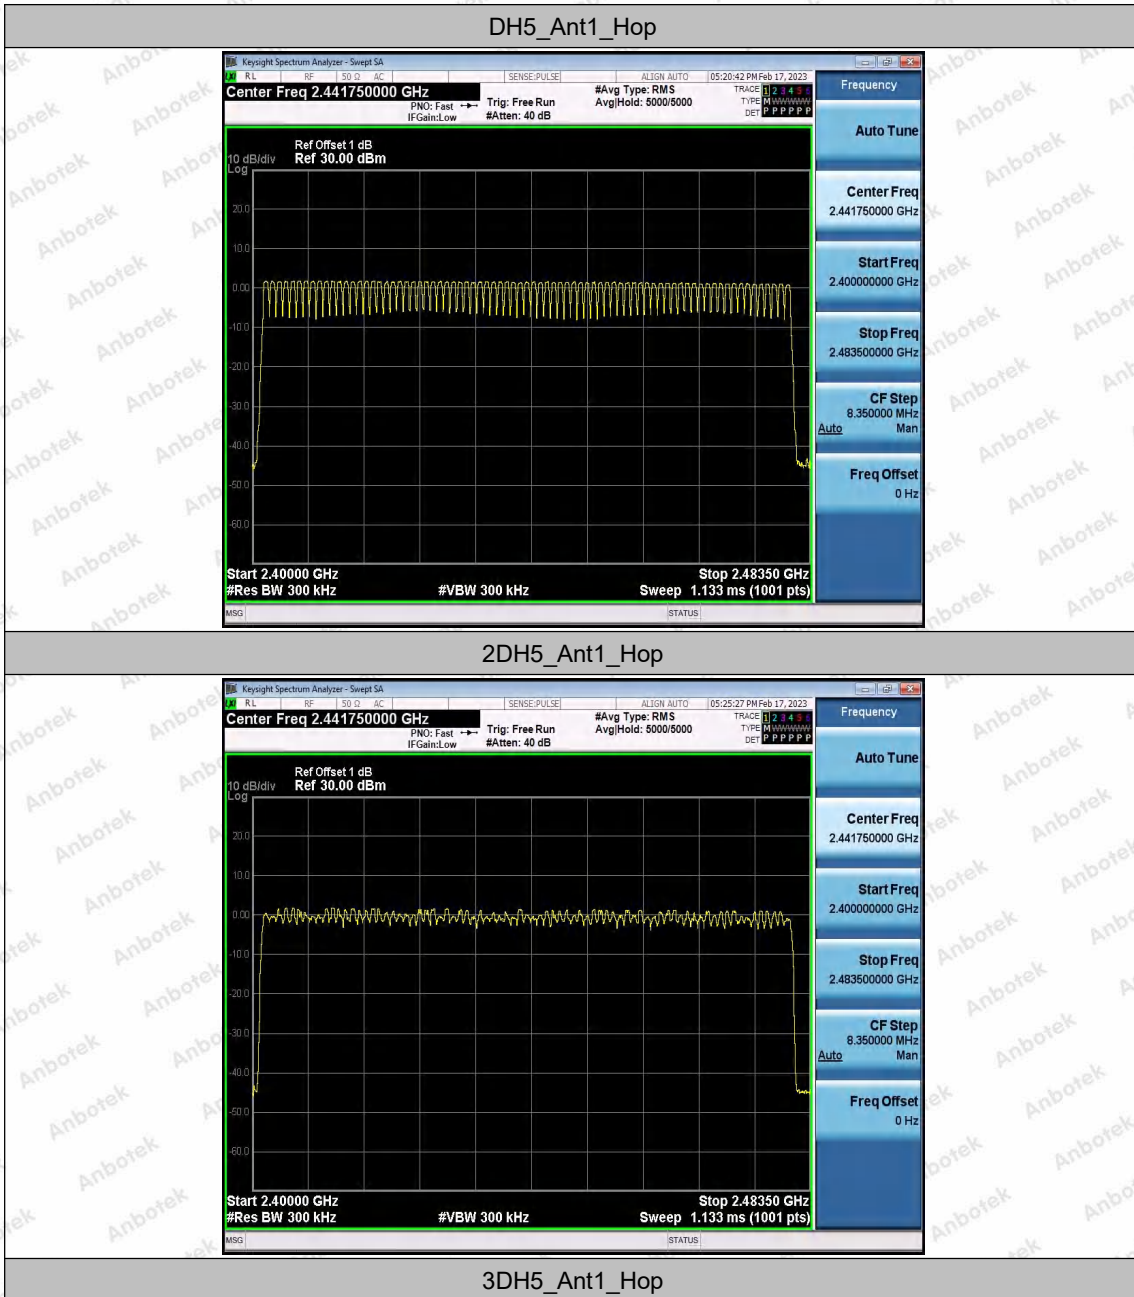 DH5_Ant1_Hop
Keysight Spectrum Analyzer - Swept SA
LXI RL RF 50 Ω AC SENSE:PULSE ALIGN AUTO 05:20:42 PM Feb 17, 2023
Center Freq 2.441750000 GHz
PNO: Fast
IFGain:Low
Trig: Free Run
#Atten: 40 dB
#Avg Type: RMS
Avg|Hold: 5000/5000
TRACE 1 2 3 4 5 6
TYPE M W W W W W
DET P P P P P P
Frequency
Ref Offset 1 dB
10 dB/div Ref 30.00 dBm
Log
20.0
10.0
0.00
-10.0
-20.0
-30.0
-40.0
-50.0
-60.0
Start 2.40000 GHz Stop 2.48350 GHz
#Res BW 300 kHz #VBW 300 kHz Sweep 1.133 ms (1001 pts)
MSG STATUS
Auto Tune
Center Freq
2.441750000 GHz
Start Freq
2.400000000 GHz
Stop Freq
2.483500000 GHz
CF Step
8.350000 MHz
Auto Man
Freq Offset
0 Hz
2DH5_Ant1_Hop
Keysight Spectrum Analyzer - Swept SA
LXI RL RF 50 Ω AC SENSE:PULSE ALIGN AUTO 05:25:27 PM Feb 17, 2023
Center Freq 2.441750000 GHz
PNO: Fast
IFGain:Low
Trig: Free Run
#Atten: 40 dB
#Avg Type: RMS
Avg|Hold: 5000/5000
TRACE 1 2 3 4 5 6
TYPE M W W W W W
DET P P P P P P
Frequency
Ref Offset 1 dB
10 dB/div Ref 30.00 dBm
Log
20.0
10.0
0.00
-10.0
-20.0
-30.0
-40.0
-50.0
-60.0
Start 2.40000 GHz Stop 2.48350 GHz
#Res BW 300 kHz #VBW 300 kHz Sweep 1.133 ms (1001 pts)
MSG STATUS
Auto Tune
Center Freq
2.441750000 GHz
Start Freq
2.400000000 GHz
Stop Freq
2.483500000 GHz
CF Step
8.350000 MHz
Auto Man
Freq Offset
0 Hz
3DH5_Ant1_Hop
Anbotek